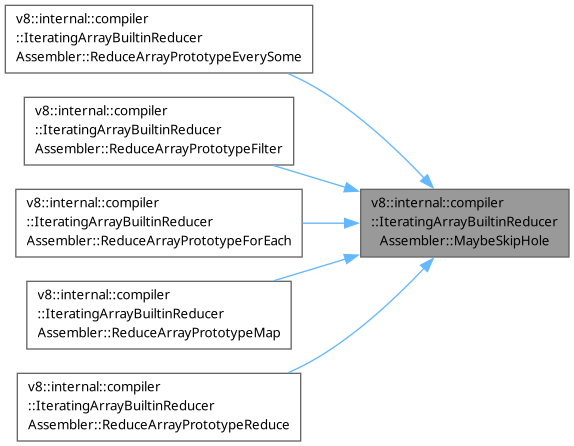 v8::internal::compiler
::IteratingArrayBuiltinReducer
Assembler::ReduceArrayPrototypeEverySome
v8::internal::compiler
::IteratingArrayBuiltinReducer
Assembler::ReduceArrayPrototypeFilter
v8::internal::compiler
::IteratingArrayBuiltinReducer
Assembler::ReduceArrayPrototypeForEach
v8::internal::compiler
::IteratingArrayBuiltinReducer
Assembler::ReduceArrayPrototypeMap
v8::internal::compiler
::IteratingArrayBuiltinReducer
Assembler::ReduceArrayPrototypeReduce
v8::internal::compiler
::IteratingArrayBuiltinReducer
Assembler::MaybeSkipHole